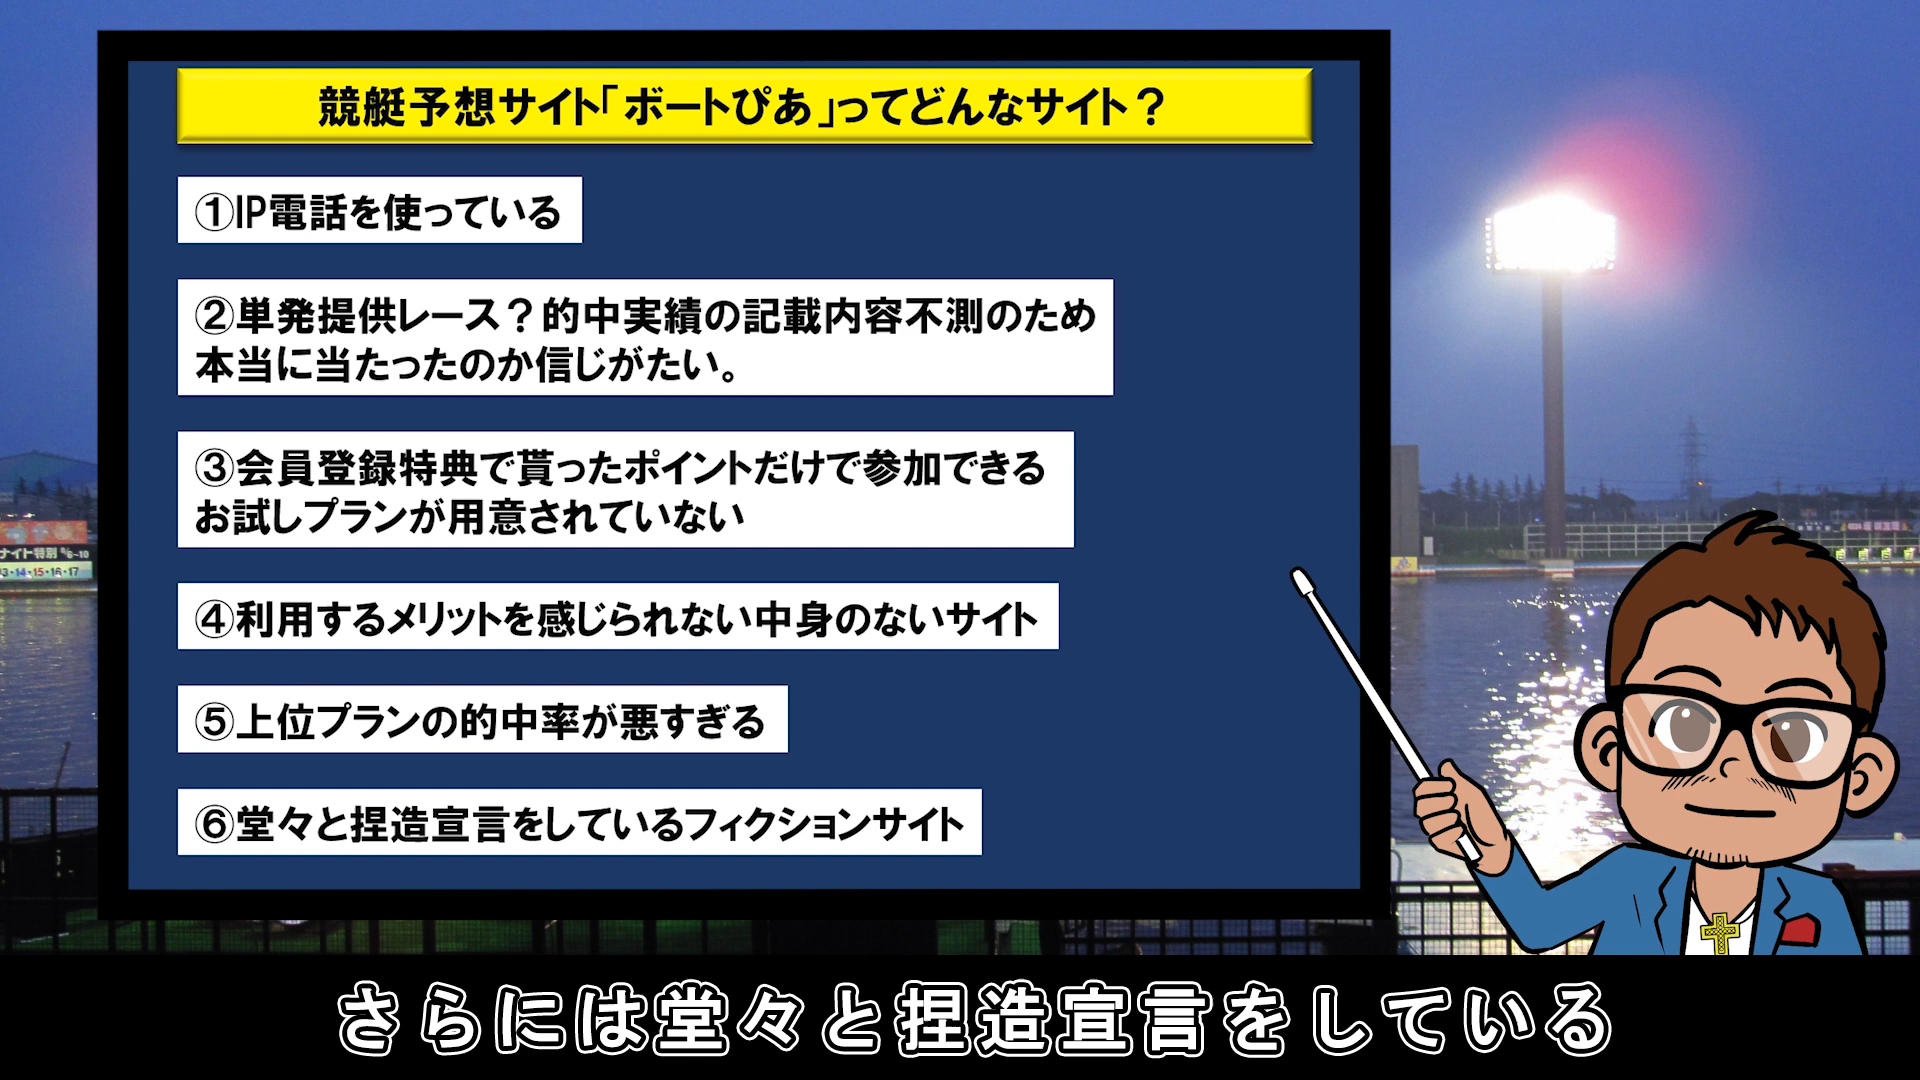 競艇予想サイト「ボートぴあ」ってどんなサイト？
①IP電話を使っている
②単発提供レース？的中実績の記載内容不測のため
本当に当たったのか信じがたい。
③会員登録特典で貰ったポイントだけで参加できる
お試しプランが用意されていない
④利用するメリットを感じられない中身のないサイト
⑤上位プランの的中率が悪すぎる
⑥堂々と捏造宣言をしているフィクションサイト
ナイト特別
さらには堂々と捏造宣言をしている